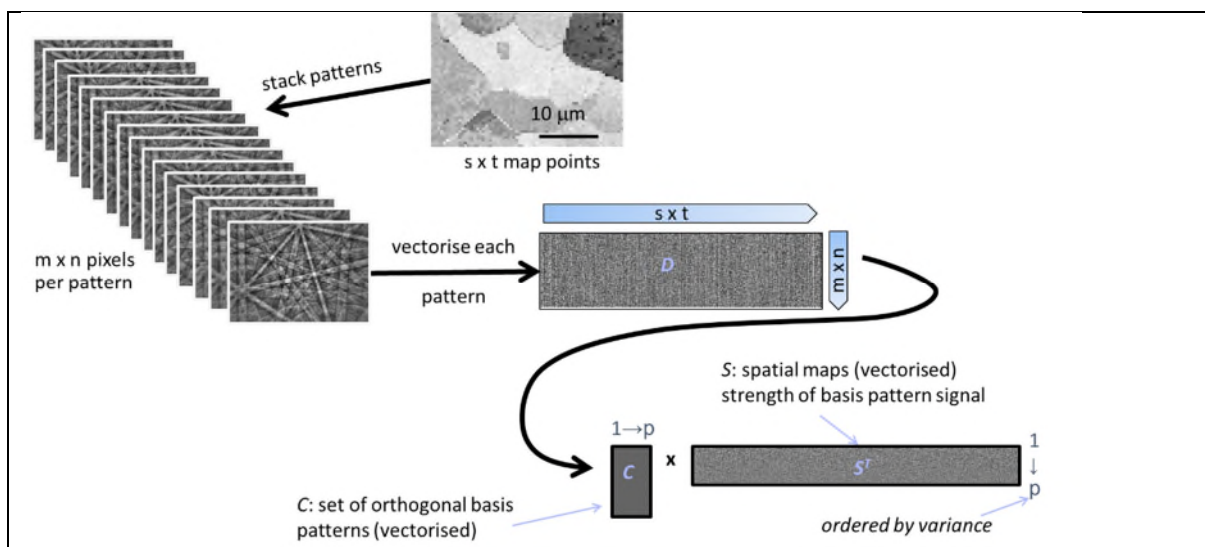 stack patterns
10 µm
s x t map points
m x n pixels
per pattern
vectorise each
pattern
s x t
D
m x n
S: spatial maps (vectorised)
strength of basis pattern signal
1→p
C
x
Sᵀ
1
↓
p
C: set of orthogonal basis
patterns (vectorised)
ordered by variance